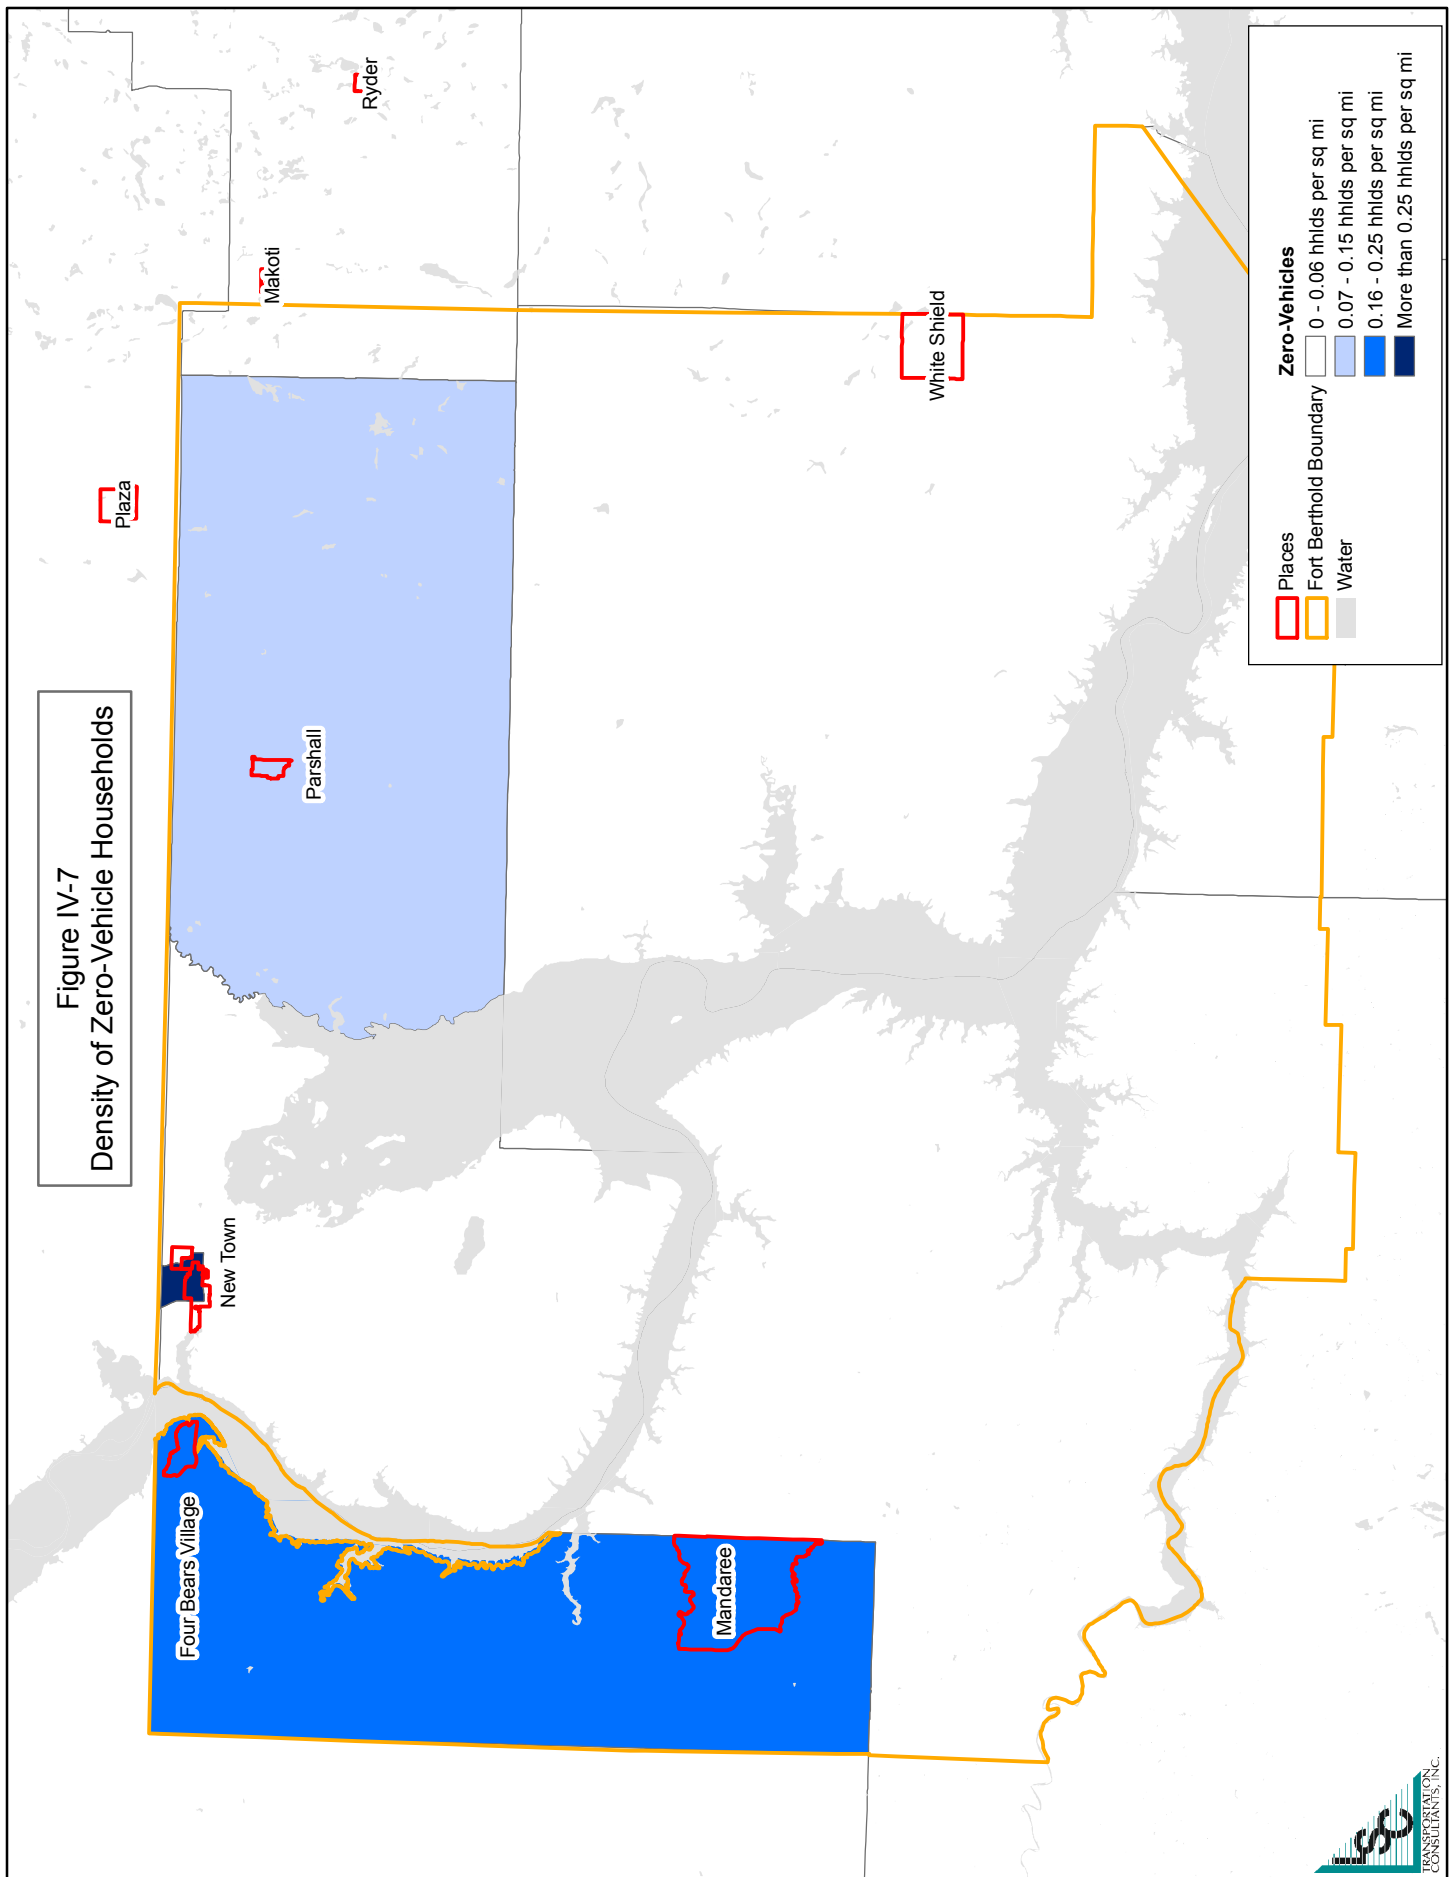 Figure IV-7
Density of Zero-Vehicle Households
Four Bears Village
New Town
Plaza
Makoti
Ryder
Parshall
Mandaree
White Shield
Places
Fort Berthold Boundary
Water
Zero-Vehicles
0 - 0.06 hhlds per sq mi
0.07 - 0.15 hhlds per sq mi
0.16 - 0.25 hhlds per sq mi
More than 0.25 hhlds per sq mi
LSC
TRANSPORTATION
CONSULTANTS, INC.